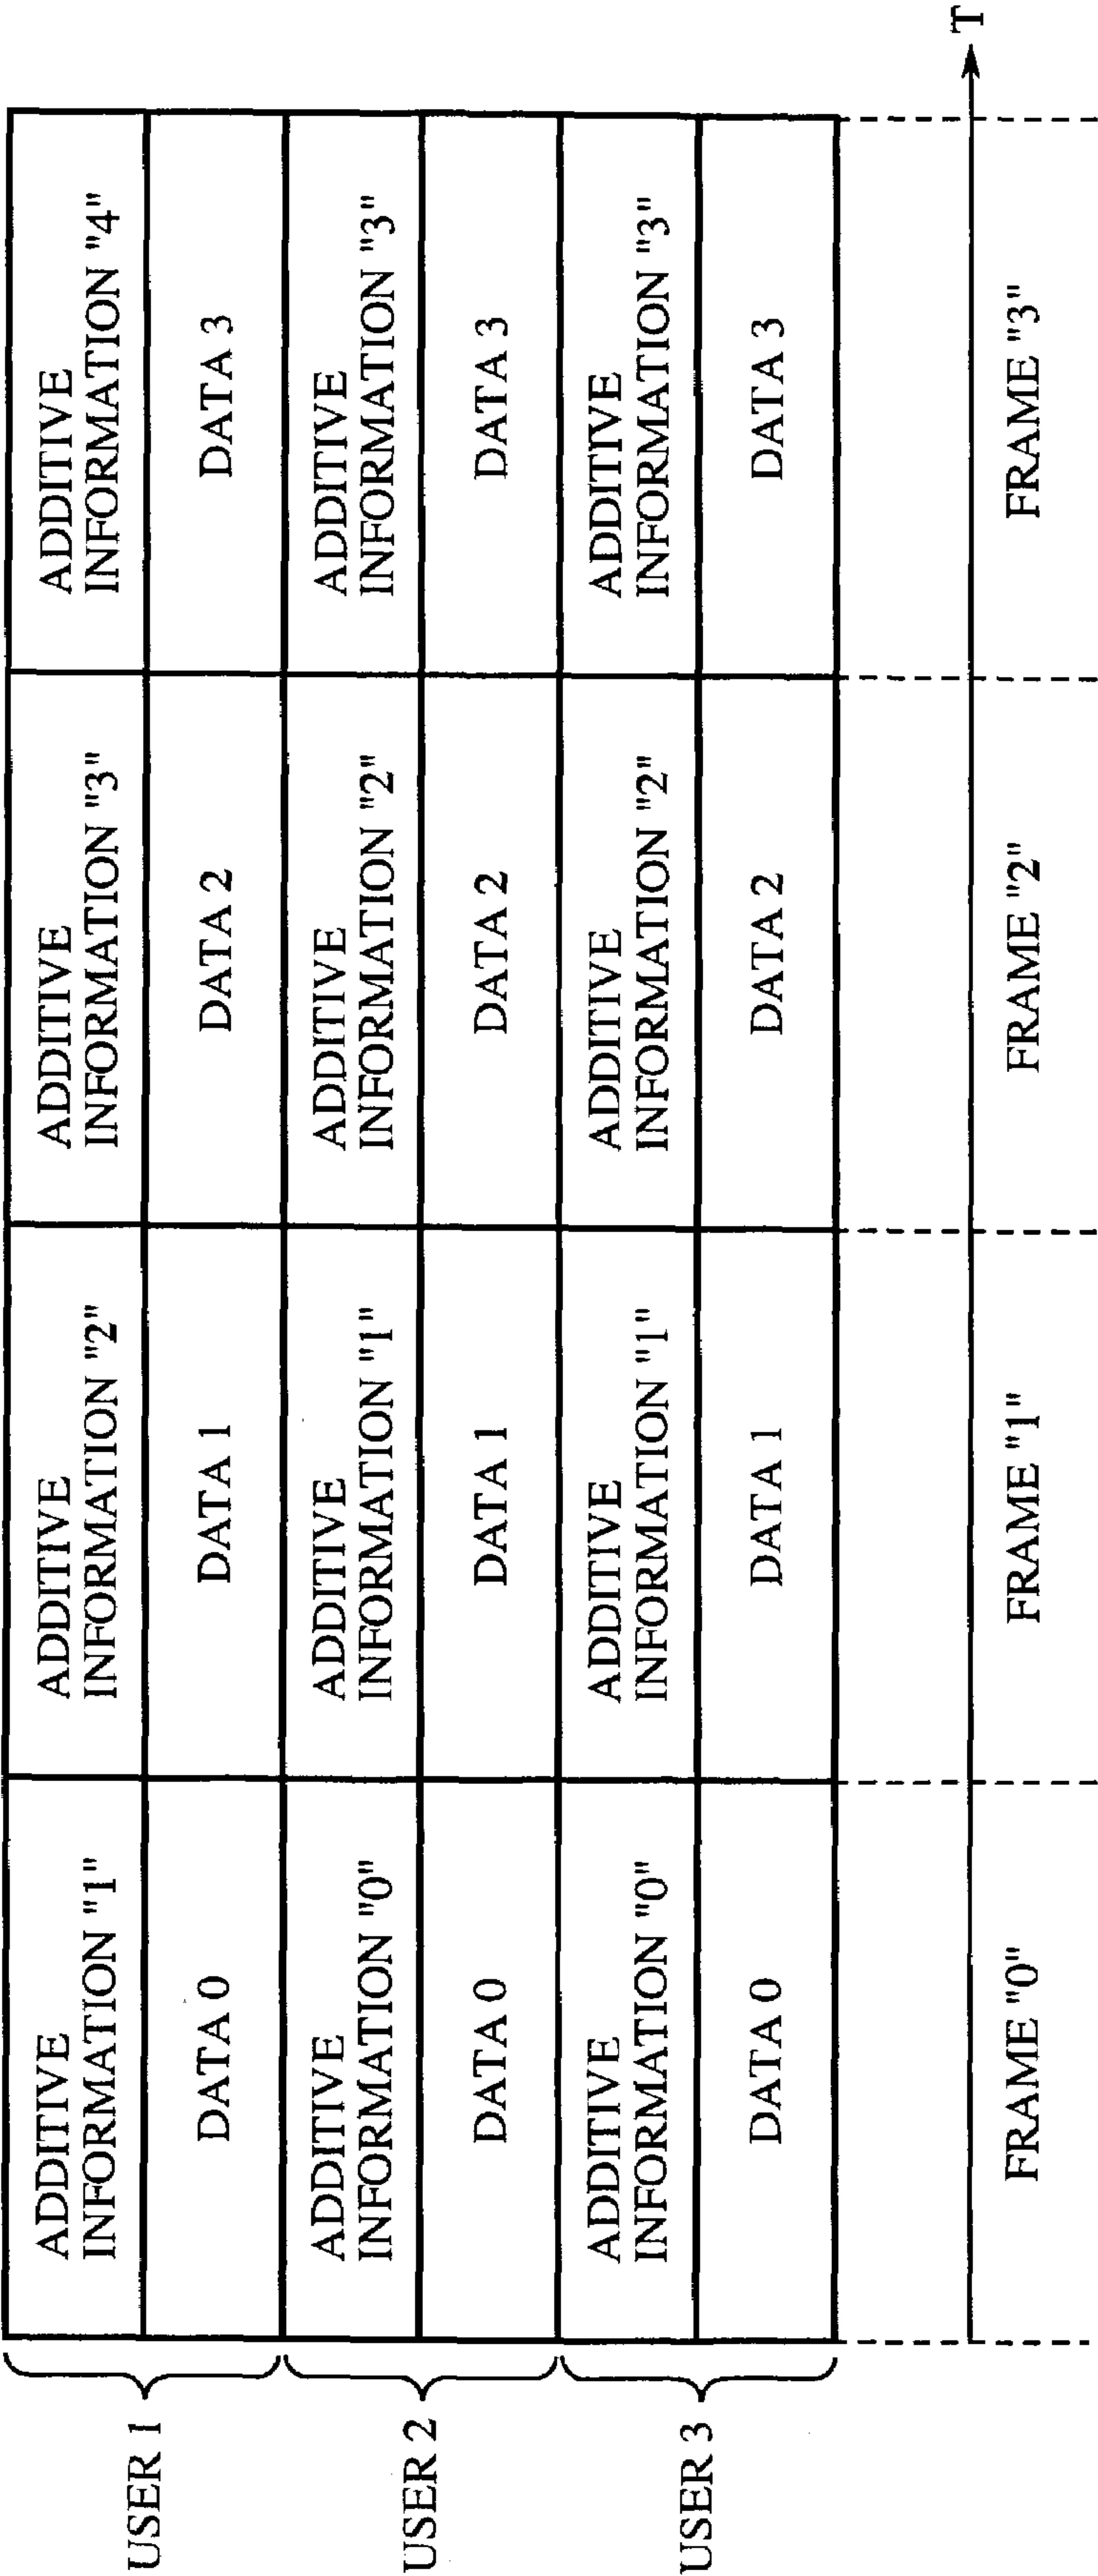 USER 1
ADDITIVE
INFORMATION "1"
ADDITIVE
INFORMATION "2"
ADDITIVE
INFORMATION "3"
ADDITIVE
INFORMATION "4"
DATA 0
DATA 1
DATA 2
DATA 3
USER 2
ADDITIVE
INFORMATION "0"
ADDITIVE
INFORMATION "1"
ADDITIVE
INFORMATION "2"
ADDITIVE
INFORMATION "3"
DATA 0
DATA 1
DATA 2
DATA 3
USER 3
ADDITIVE
INFORMATION "0"
ADDITIVE
INFORMATION "1"
ADDITIVE
INFORMATION "2"
ADDITIVE
INFORMATION "3"
DATA 0
DATA 1
DATA 2
DATA 3
T
FRAME "0"
FRAME "1"
FRAME "2"
FRAME "3"